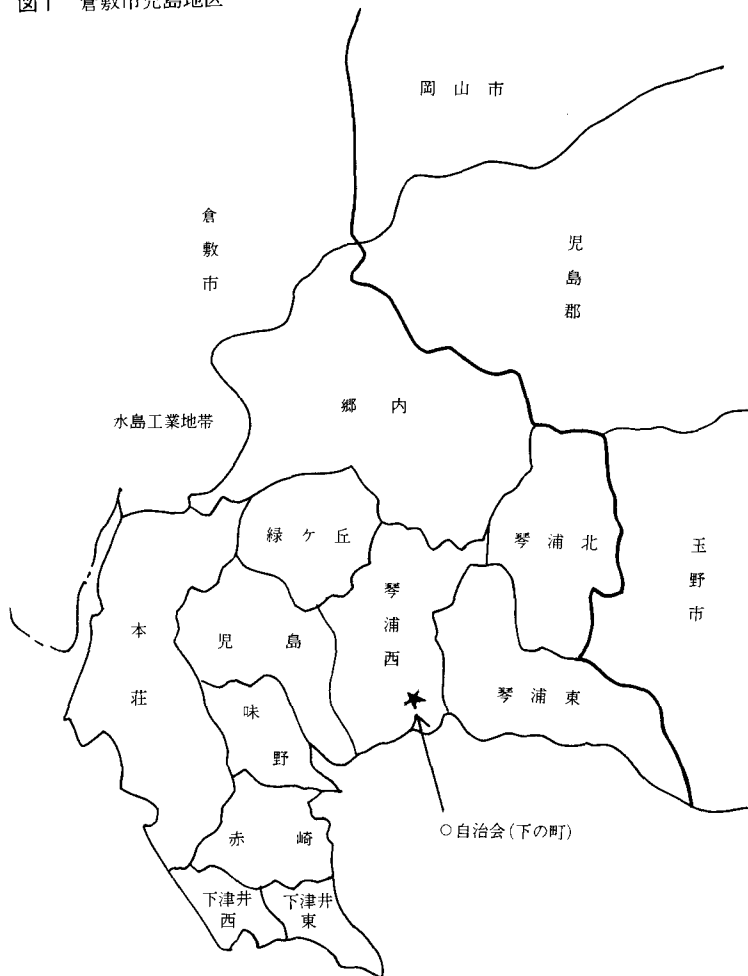 図1 倉敷市児島地区
岡山市
倉敷市
児島郡
水島工業地帯
郷内
緑ケ丘
琴浦北
玉野市
琴浦西
本荘
児島
琴浦東
味野
○自治会(下の町)
赤崎
下津井西
下津井東